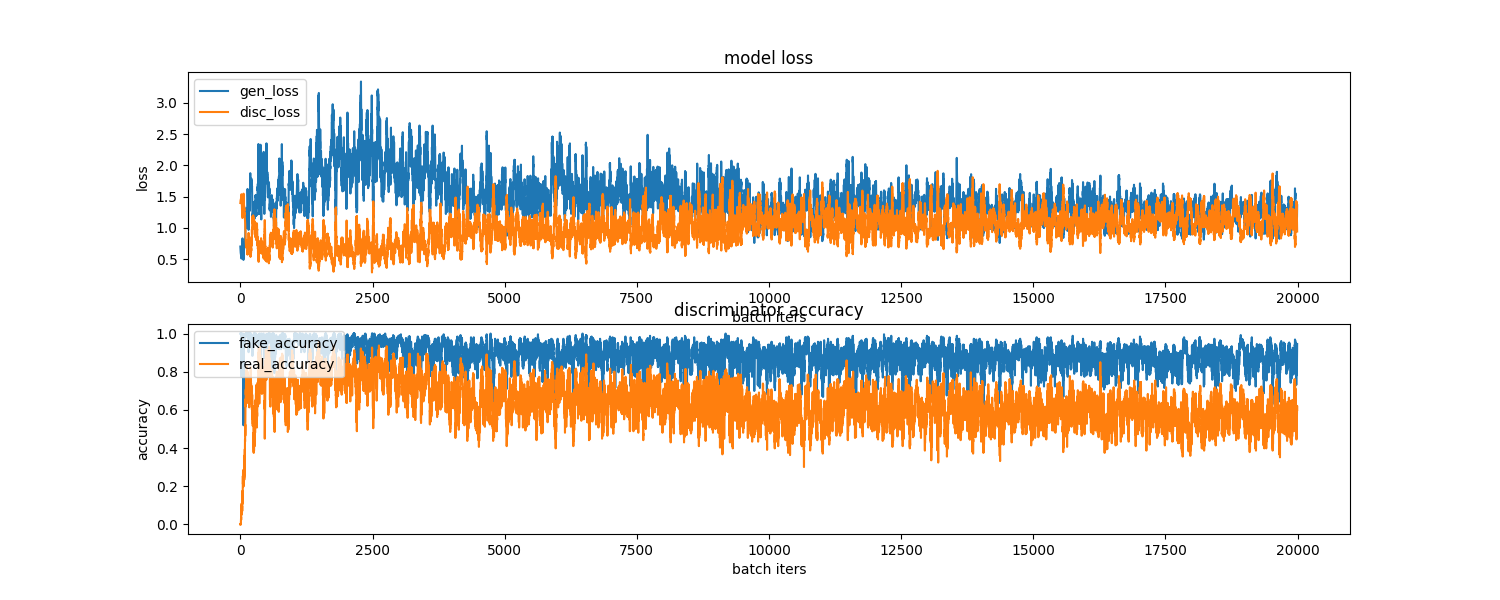 model loss
gen_loss
disc_loss
3.0
2.5
2.0
1.5
1.0
0.5
loss
0 2500 5000 7500 10000 12500 15000 17500 20000
batch iters
discriminator accuracy
fake_accuracy
real_accuracy
1.0
0.8
0.6
0.4
0.2
0.0
accuracy
0 2500 5000 7500 10000 12500 15000 17500 20000
batch iters